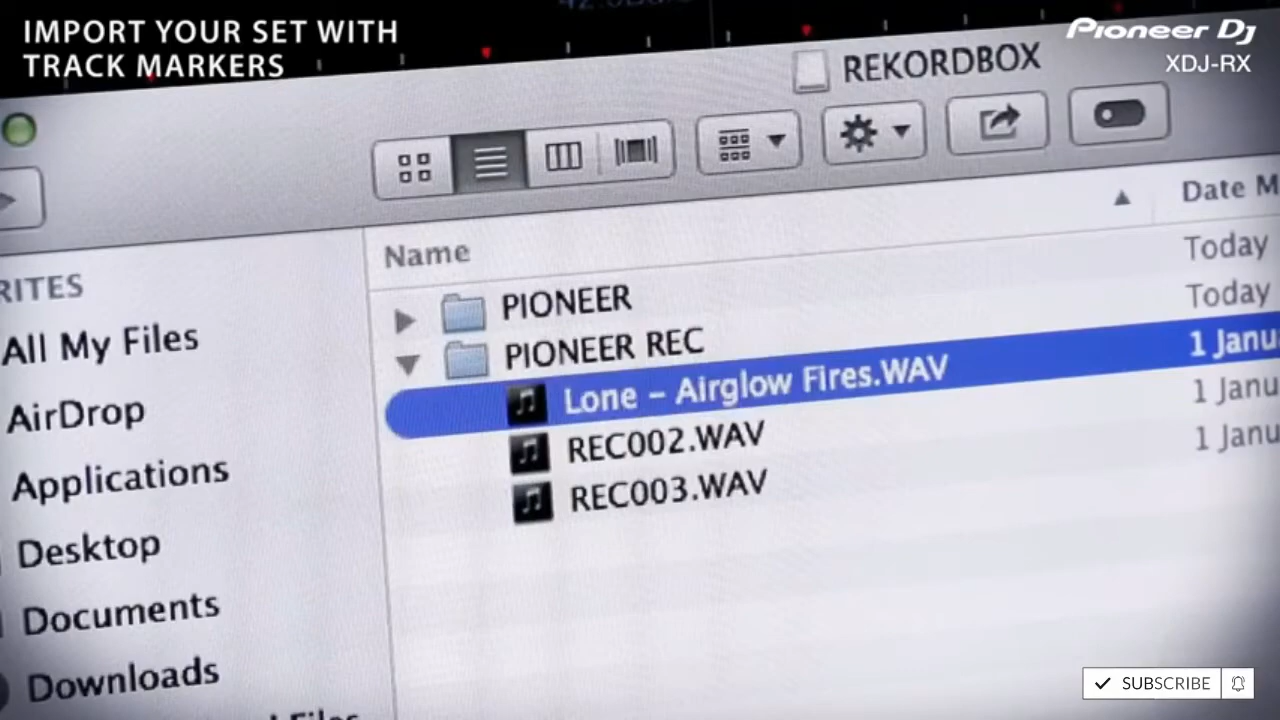 IMPORT YOUR SET WITH
TRACK MARKERS
Pioneer Dj
XDJ-RX
REKORDBOX
Name
Date M
RITES
All My Files
AirDrop
Applications
Desktop
Documents
Downloads
PIONEER
Today
PIONEER REC
Today
Lone – Airglow Fires.WAV
1 Janu
REC002.WAV
1 Janu
REC003.WAV
1 Janu
SUBSCRIBE